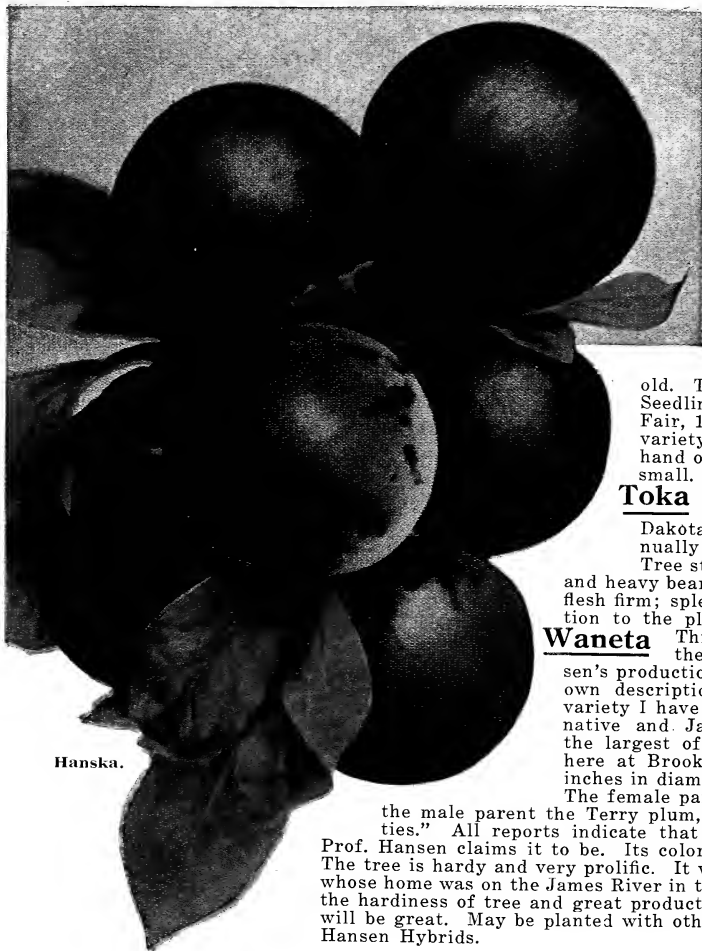 old. T
Seedlin
Fair, 1
variety
hand o
small.
Toka
Dakota
nually
Tree st
and heavy bear
flesh firm; sple
tion to the pl
Waneta Thi
the
sen's production
own descriptio
variety I have
native and Ja
the largest of
here at Brook
inches in diam
The female pa
Hanska.
the male parent the Terry plum,
ties." All reports indicate that
Prof. Hansen claims it to be. Its color
The tree is hardy and very prolific. It w
whose home was on the James River in t
the hardiness of tree and great product
will be great. May be planted with oth
Hansen Hybrids.